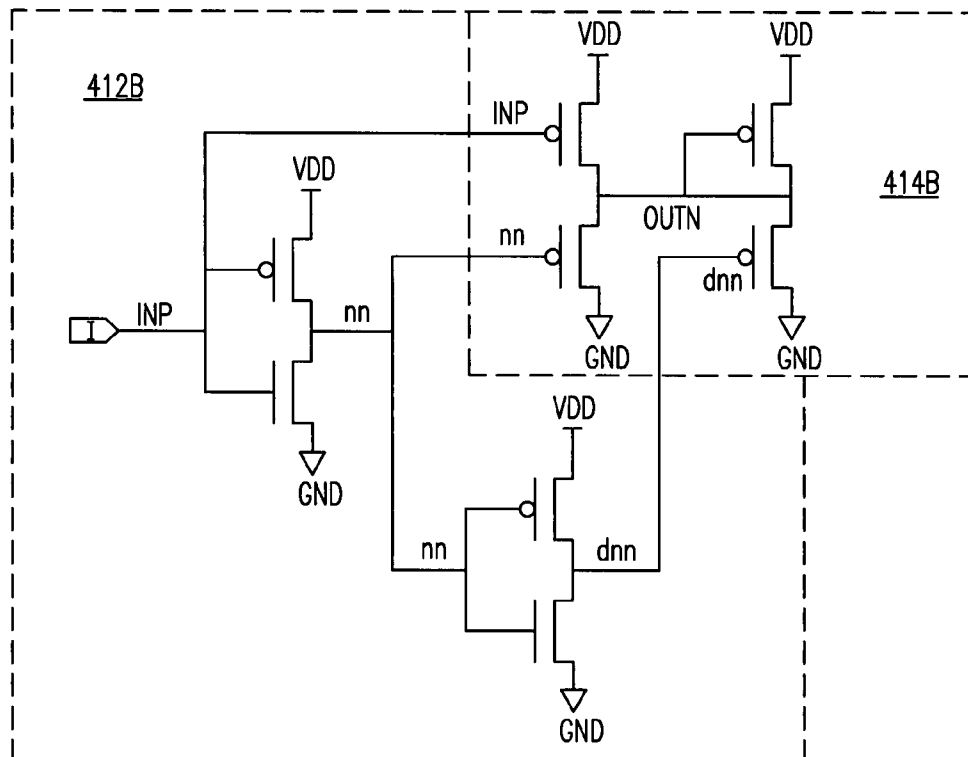 VDD
VDD
412B
INP
VDD
414B
OUTN
nn
dnn
I
INP
nn
GND
GND
VDD
GND
nn
dnn
GND